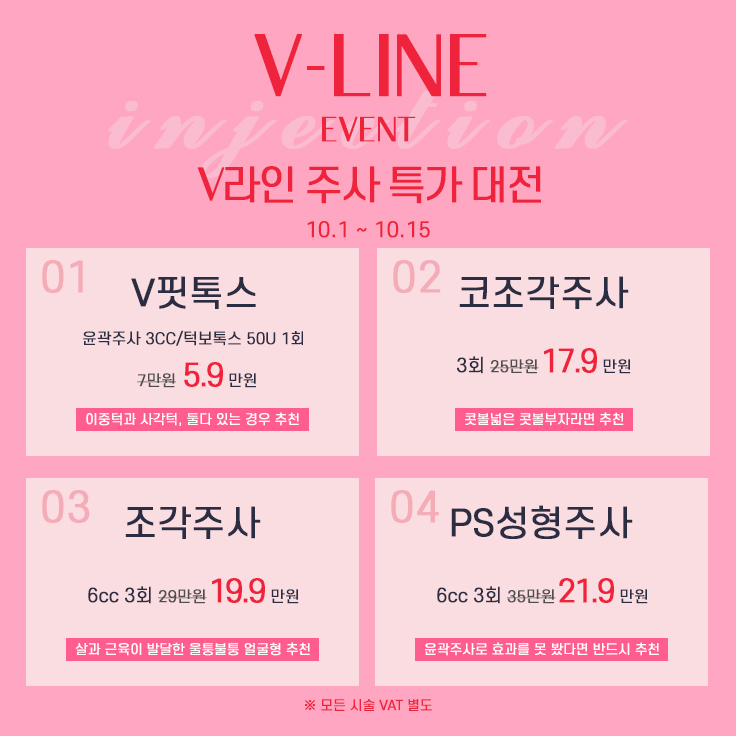 V-LINE
injection
EVENT
V라인 주사 특가 대전
10.1 ~ 10.15
01
V핏톡스
윤곽주사 3CC/턱보톡스 50U 1회
7만원 5.9 만원
이중턱과 사각턱, 둘다 있는 경우 추천
02
코조각주사
3회 25만원 17.9 만원
콧볼넓은 콧볼부자라면 추천
03
조각주사
6cc 3회 29만원 19.9 만원
살과 근육이 발달한 울퉁불퉁 얼굴형 추천
04
PS성형주사
6cc 3회 35만원 21.9 만원
윤곽주사로 효과를 못 봤다면 반드시 추천
※ 모든 시술 VAT 별도